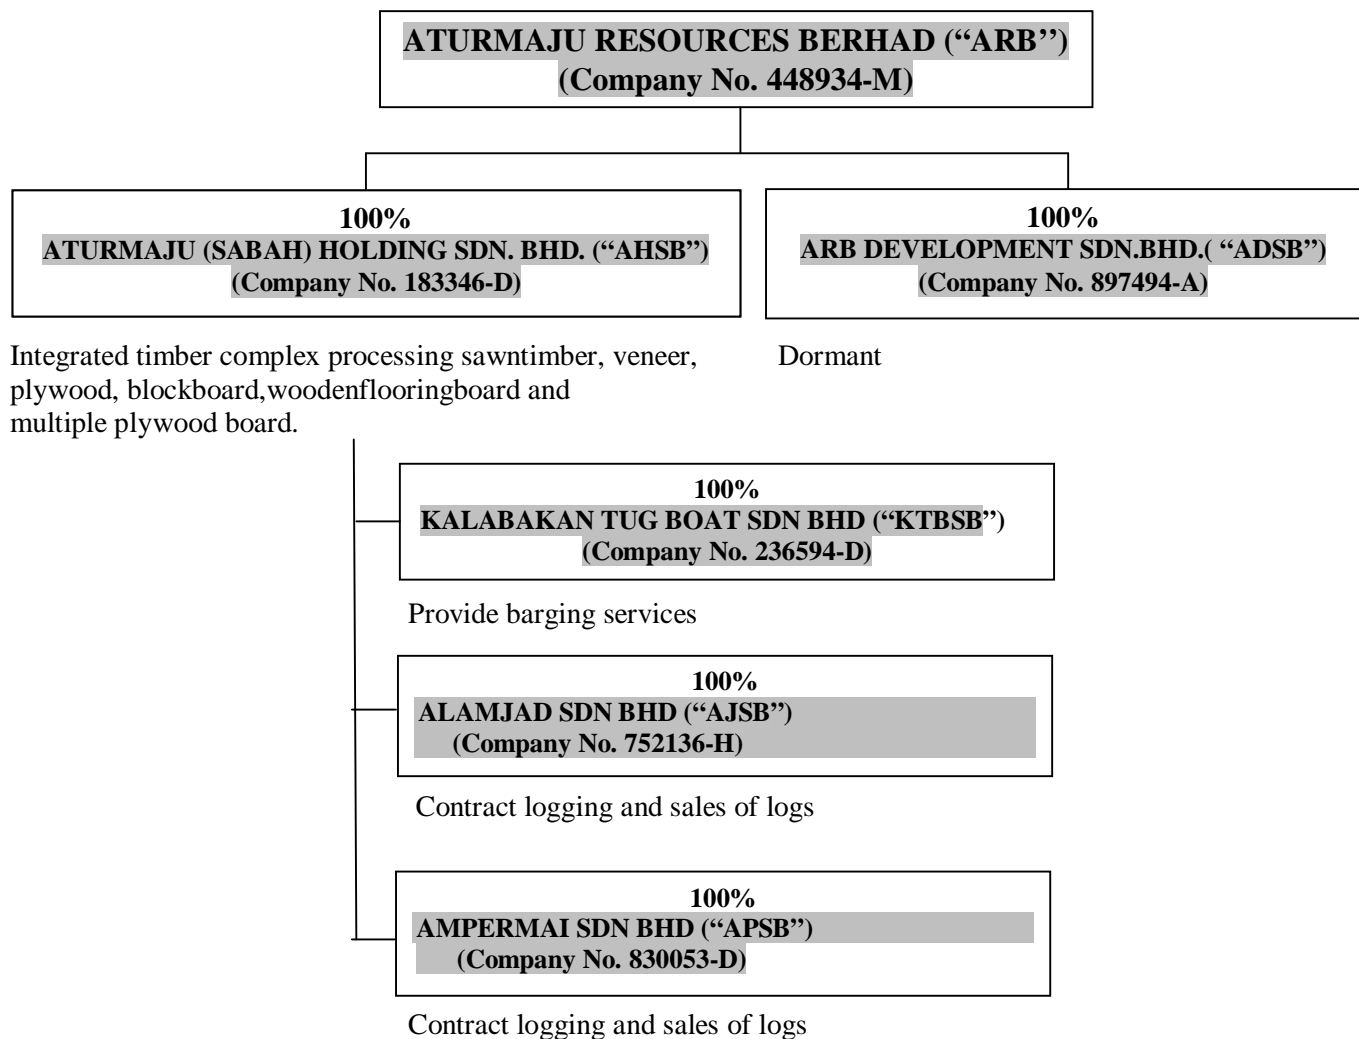 ATURMAJU RESOURCES BERHAD (“ARB’’)
(Company No. 448934-M)
100%
ATURMAJU (SABAH) HOLDING SDN. BHD. (“AHSB”)
(Company No. 183346-D)
100%
ARB DEVELOPMENT SDN.BHD.( “ADSB”)
(Company No. 897494-A)
Integrated timber complex processing sawntimber, veneer,
plywood, blockboard,woodenflooringboard and
multiple plywood board.
Dormant
100%
KALABAKAN TUG BOAT SDN BHD (“KTBSB”)
(Company No. 236594-D)
Provide barging services
100%
ALAMJAD SDN BHD (“AJSB”)
(Company No. 752136-H)
Contract logging and sales of logs
100%
AMPERMAI SDN BHD (“APSB”)
(Company No. 830053-D)
Contract logging and sales of logs